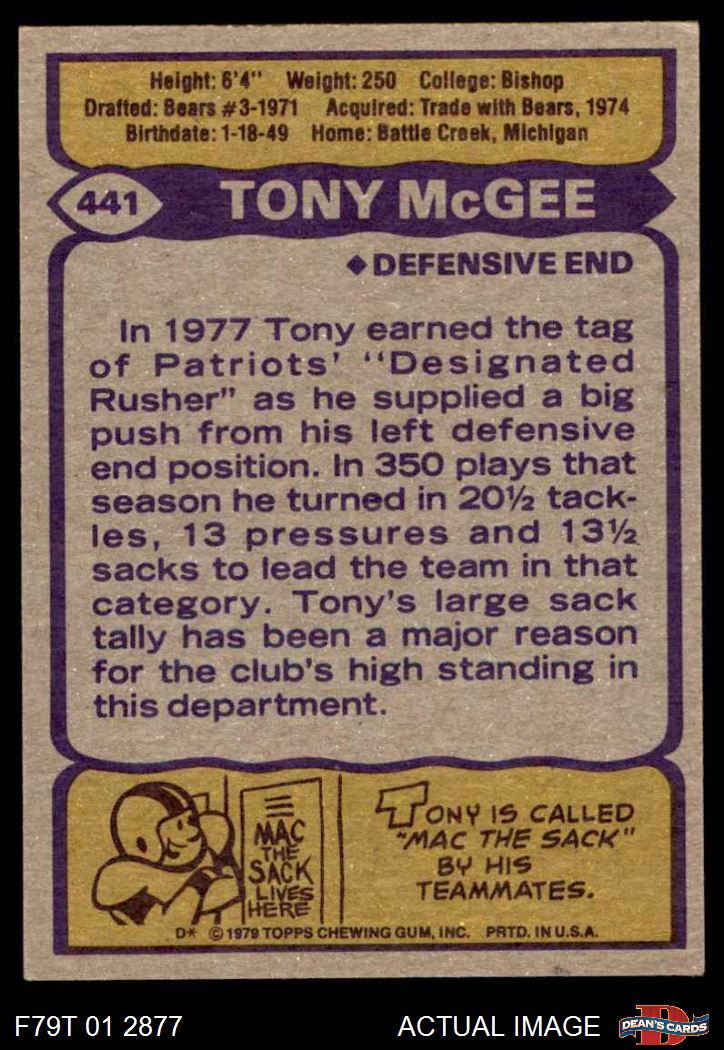 Height: 6'4" Weight: 250 College: Bishop
Drafted: Bears #3-1971 Acquired: Trade with Bears, 1974
Birthdate: 1-18-49 Home: Battle Creek, Michigan
441 TONY McGEE
◆DEFENSIVE END
In 1977 Tony earned the tag
of Patriots' "Designated
Rusher" as he supplied a big
push from his left defensive
end position. In 350 plays that
season he turned in 20½ tack-
les, 13 pressures and 13½
sacks to lead the team in that
category. Tony's large sack
tally has been a major reason
for the club's high standing in
this department.
MAC
THE
SACK
LIVES
HERE
TONY IS CALLED
"MAC THE SACK"
BY HIS
TEAMMATES.
D* © 1979 TOPPS CHEWING GUM, INC. PRTD. IN U.S.A.
F79T 01 2877 ACTUAL IMAGE
D
DEAN'S CARDS